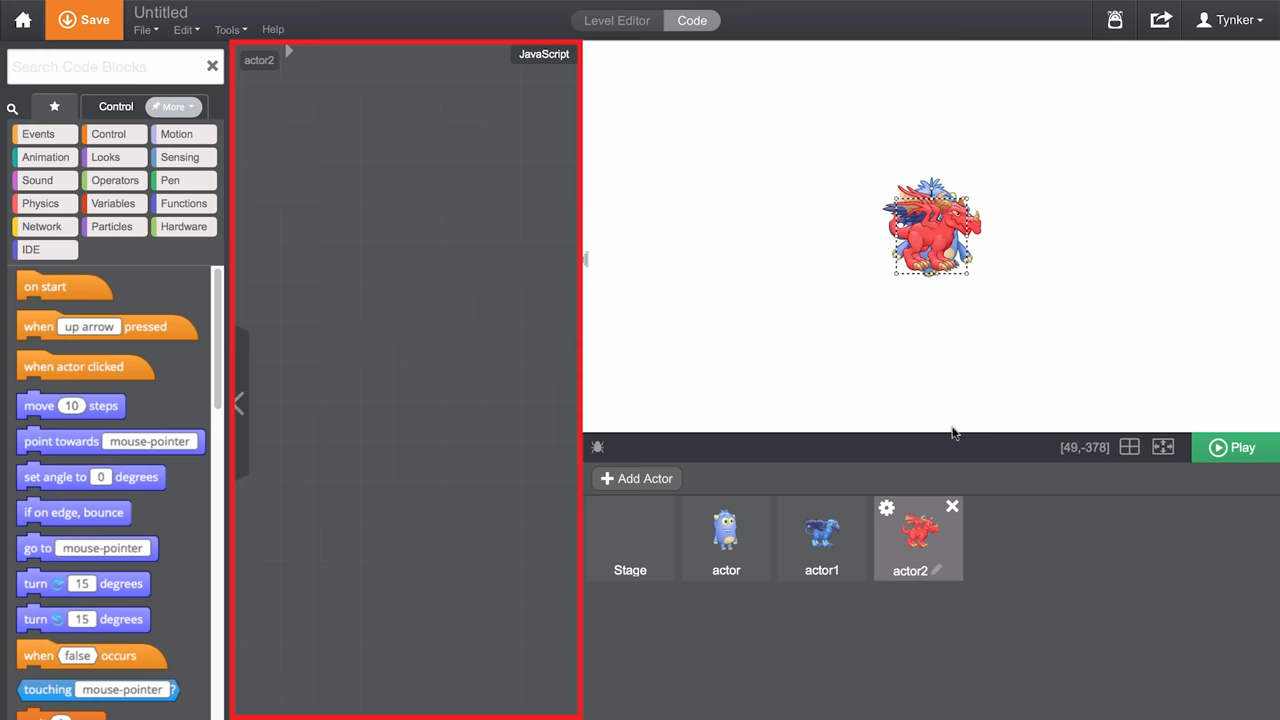 Save
Untitled
File Edit Tools Help
Level Editor Code
Tynker
Search Code Blocks
Control More
Events Control Motion
Animation Looks Sensing
Sound Operators Pen
Physics Variables Functions
Network Particles Hardware
IDE
on start
when up arrow pressed
when actor clicked
move 10 steps
point towards mouse-pointer
set angle to 0 degrees
if on edge, bounce
go to mouse-pointer
turn 15 degrees
turn 15 degrees
when false occurs
touching mouse-pointer ?
actor2
JavaScript
[49,-378]
Play
Add Actor
Stage actor actor1 actor2